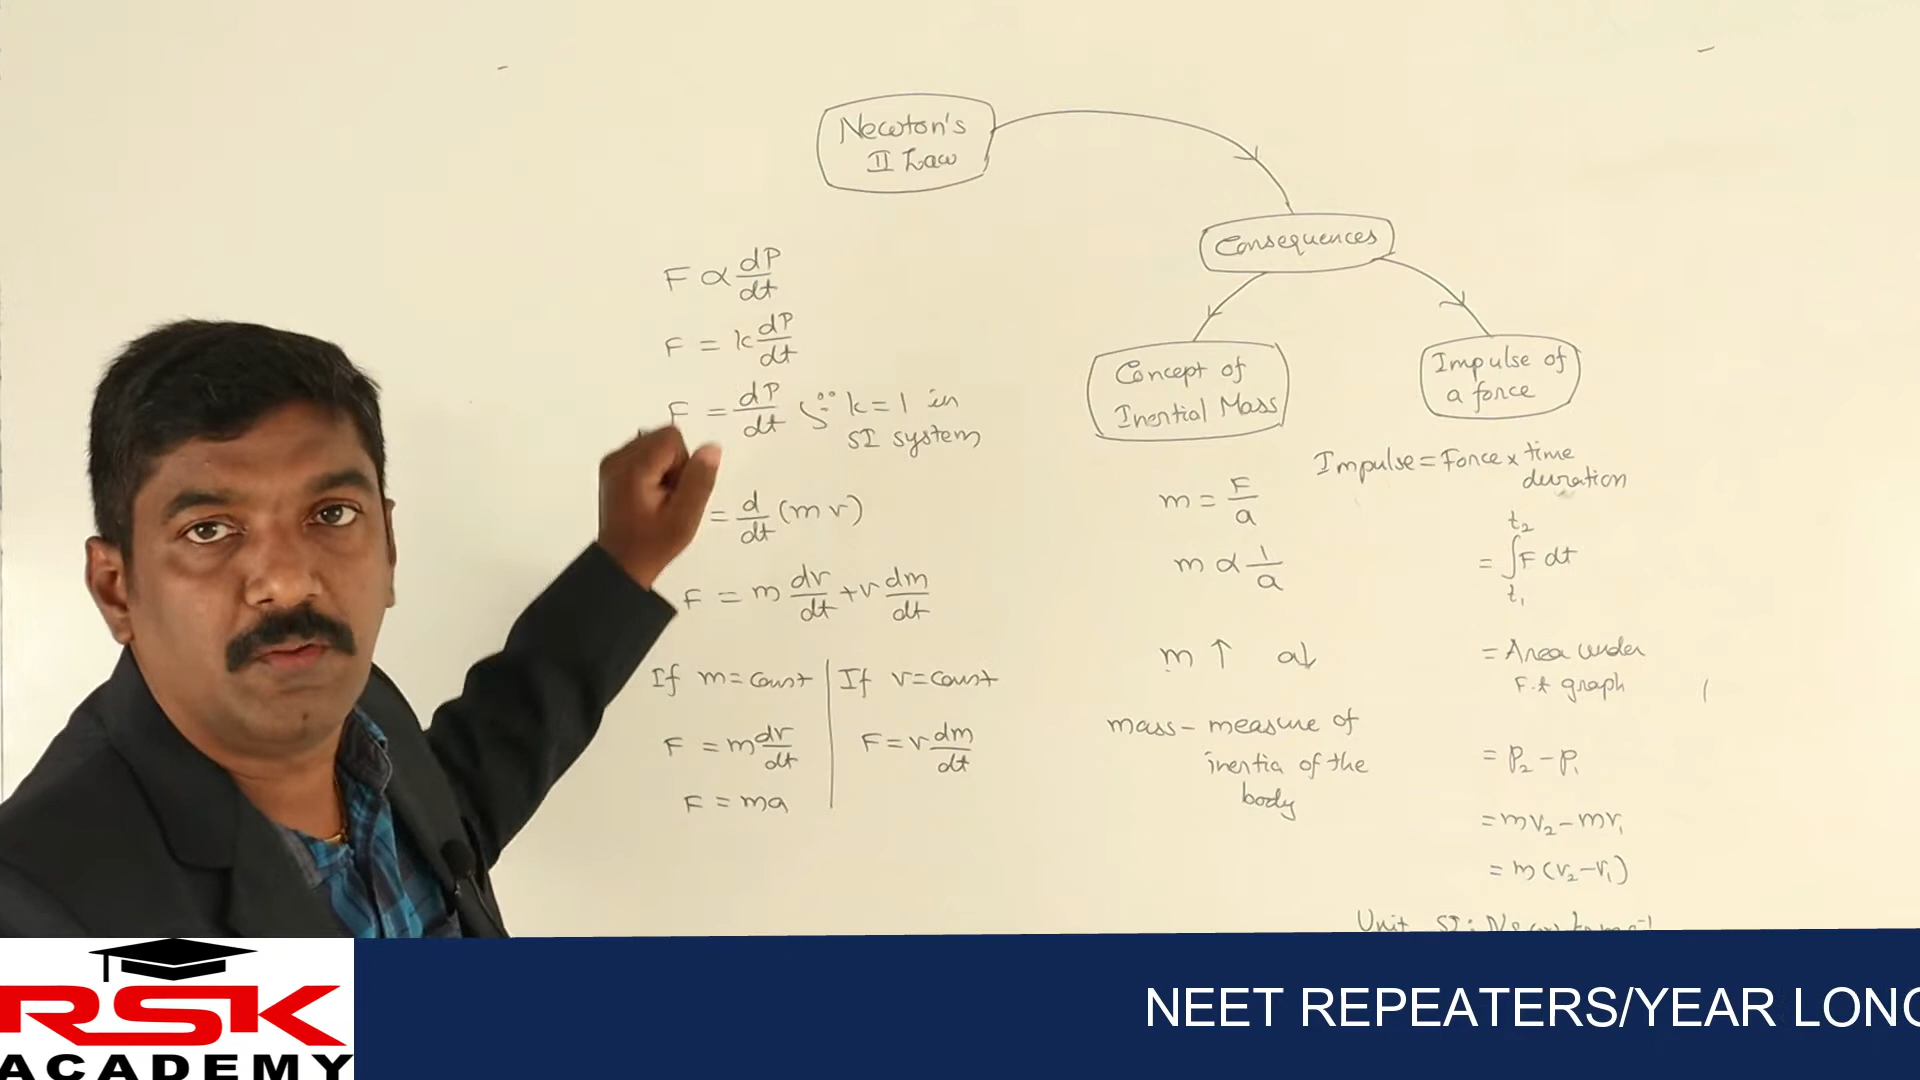 Newton's
II Law
Consequences
F ∝ dP/dt
F = k dP/dt
F = dP/dt ∵ k = 1 in
SI system
= d/dt (m v)
F = m dv/dt + v dm/dt
If m = const
F = m dv/dt
F = ma
If v = const
F = v dm/dt
Concept of
Inertial Mass
m = F/a
m ∝ 1/a
m ↑ a↓
mass - measure of
inertia of the
body
Impulse of
a force
Impulse = Force × time
duration
= ∫ t₁ t₂ F dt
= Area under
F.t graph
= P₂ - P₁
= mv₂ - mv₁
= m (v₂ - v₁)
Unit SI:
RSK
ACADEMY
NEET REPEATERS/YEAR LONG